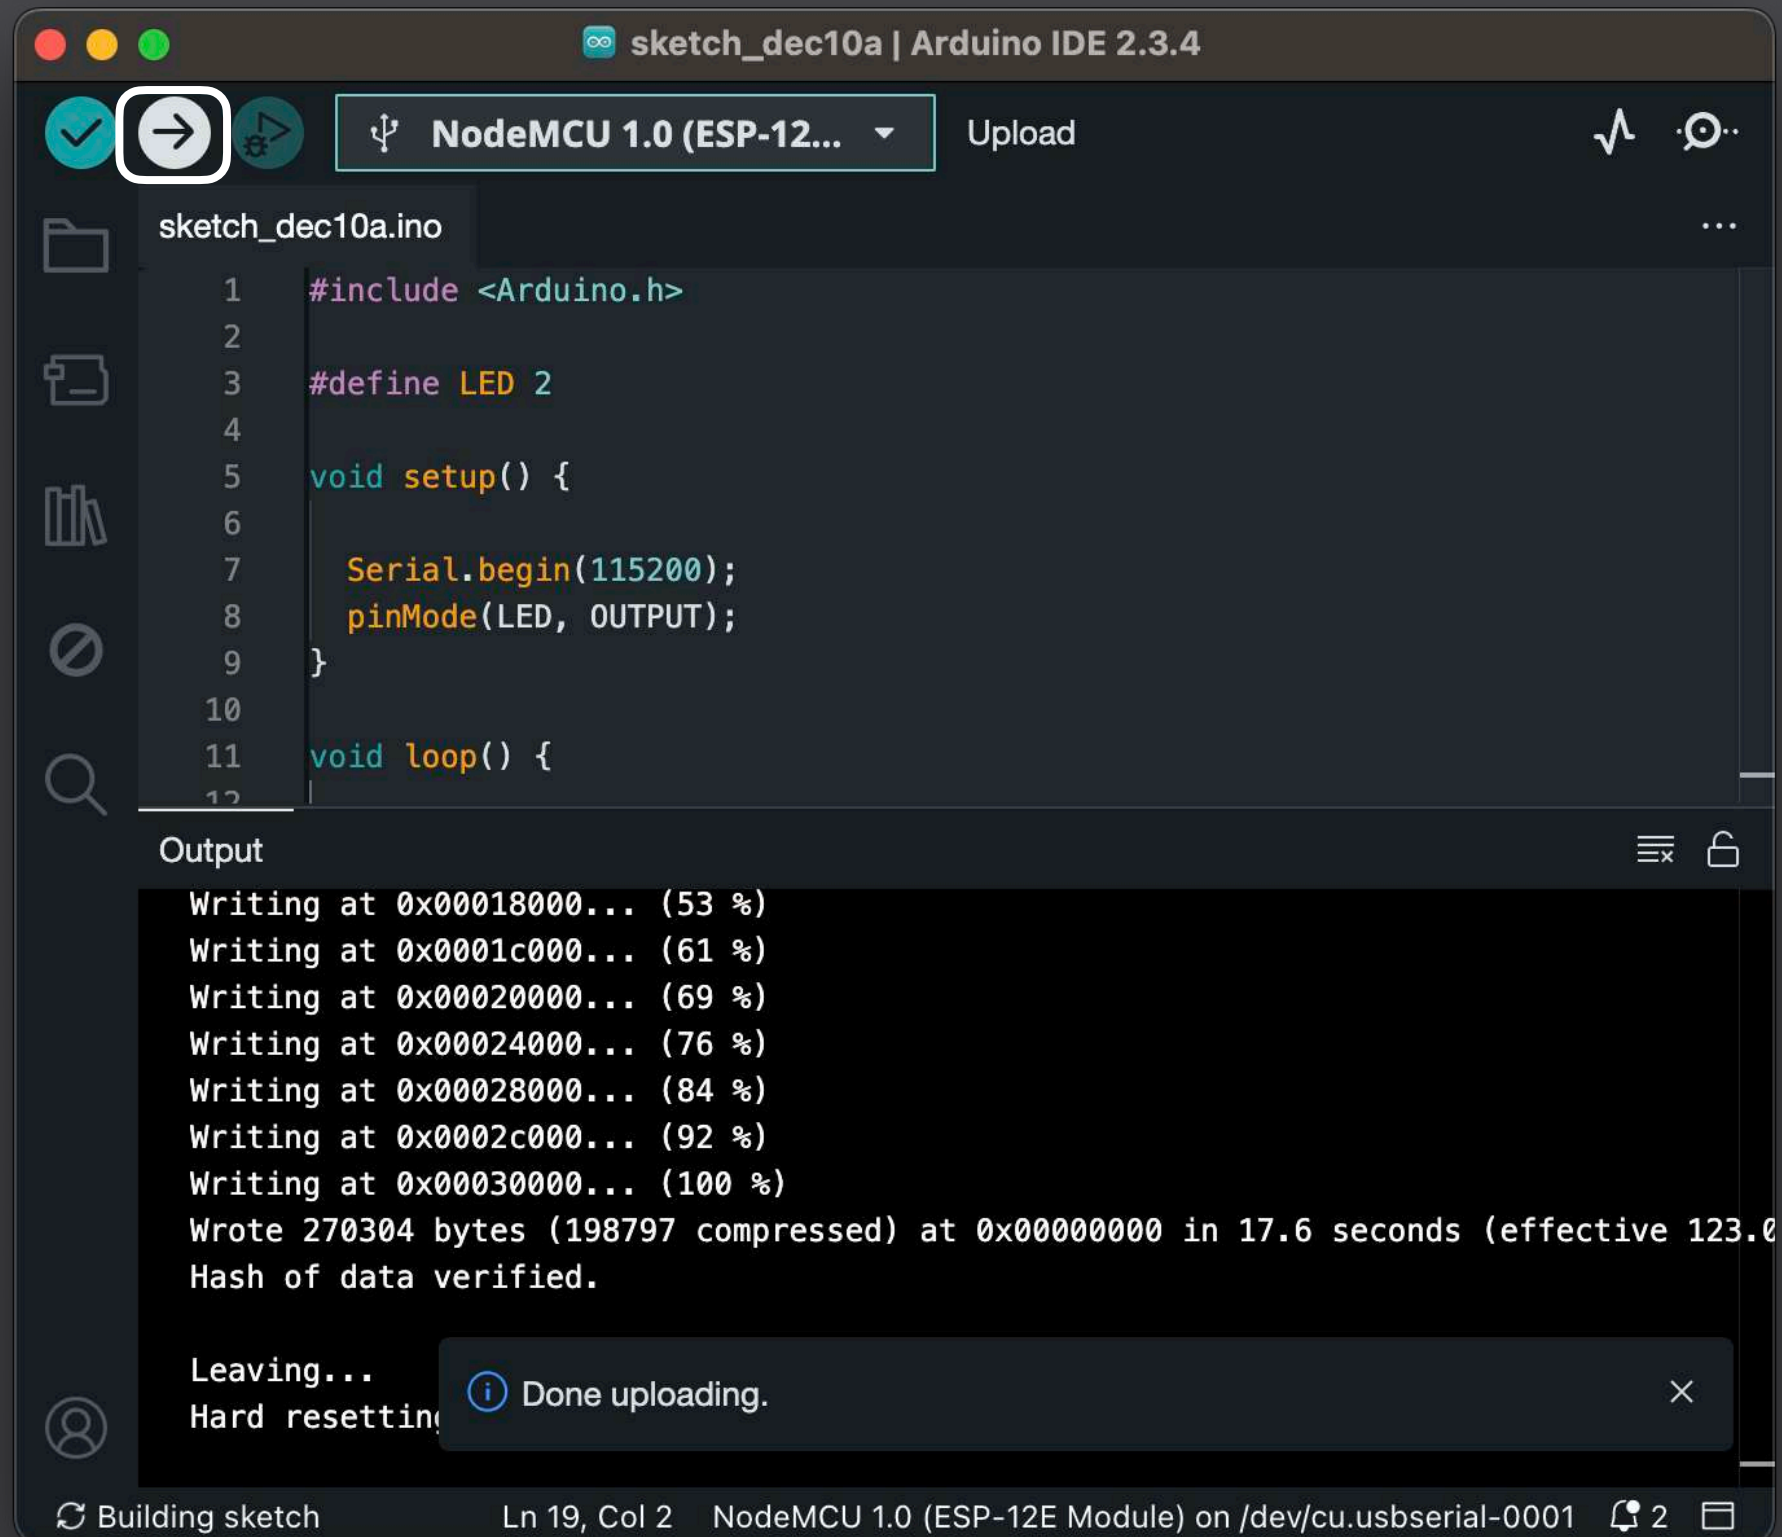 sketch_dec10a | Arduino IDE 2.3.4
NodeMCU 1.0 (ESP-12... Upload
sketch_dec10a.ino
1 #include <Arduino.h>
2
3 #define LED 2
4
5 void setup() {
6
7 Serial.begin(115200);
8 pinMode(LED, OUTPUT);
9 }
10
11 void loop() {
12
Output
Writing at 0x00018000... (53 %)
Writing at 0x0001c000... (61 %)
Writing at 0x00020000... (69 %)
Writing at 0x00024000... (76 %)
Writing at 0x00028000... (84 %)
Writing at 0x0002c000... (92 %)
Writing at 0x00030000... (100 %)
Wrote 270304 bytes (198797 compressed) at 0x00000000 in 17.6 seconds (effective 123.0
Hash of data verified.
Leaving...
Hard resetting
Done uploading.
Building sketch Ln 19, Col 2 NodeMCU 1.0 (ESP-12E Module) on /dev/cu.usbserial-0001 2